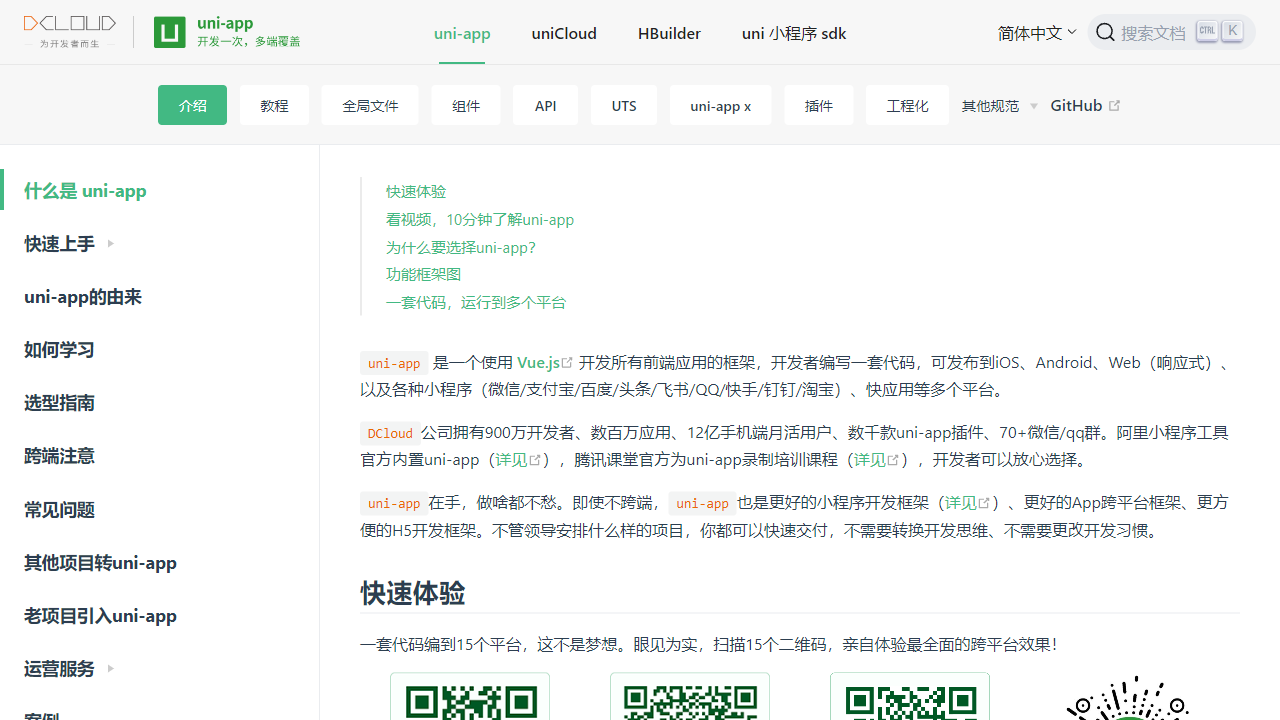 DCLOUD
为开发者而生
uni-app
开发一次，多端覆盖
uni-app
uniCloud
HBuilder
uni 小程序 sdk
简体中文
搜索文档
CTRL
K
介绍
教程
全局文件
组件
API
UTS
uni-app x
插件
工程化
其他规范
GitHub
什么是 uni-app
快速上手
uni-app的由来
如何学习
选型指南
跨端注意
常见问题
其他项目转uni-app
老项目引入uni-app
运营服务
案例
快速体验
看视频，10分钟了解uni-app
为什么要选择uni-app?
功能框架图
一套代码，运行到多个平台
uni-app 是一个使用 Vue.js 开发所有前端应用的框架，开发者编写一套代码，可发布到iOS、Android、Web（响应式）、
以及各种小程序（微信/支付宝/百度/头条/飞书/QQ/快手/钉钉/淘宝）、快应用等多个平台。
DCloud 公司拥有900万开发者、数百万应用、12亿手机端月活用户、数千款uni-app插件、70+微信/qq群。阿里小程序工具
官方内置uni-app（详见），腾讯课堂官方为uni-app录制培训课程（详见），开发者可以放心选择。
uni-app 在手，做啥都不愁。即使不跨端，uni-app 也是更好的小程序开发框架（详见）、更好的App跨平台框架、更方
便的H5开发框架。不管领导安排什么样的项目，你都可以快速交付，不需要转换开发思维、不需要更改开发习惯。
快速体验
一套代码编到15个平台，这不是梦想。眼见为实，扫描15个二维码，亲自体验最全面的跨平台效果！